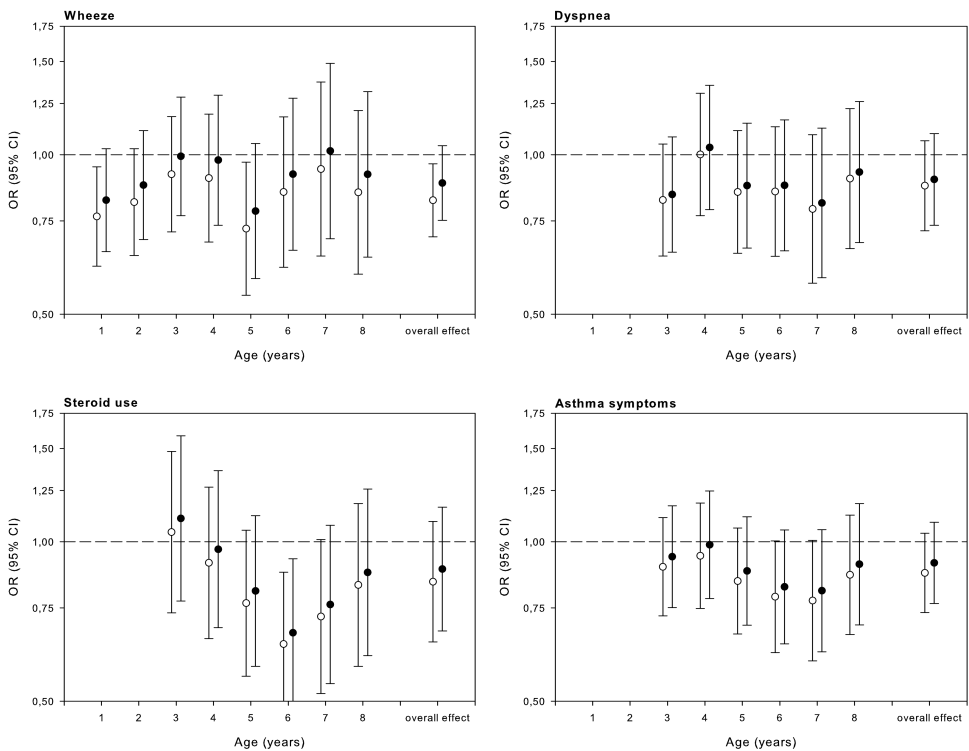 Wheeze
1,75
1,50
1,25
1,00
0,75
0,50
OR (95% CI)
1 2 3 4 5 6 7 8 overall effect
Age (years)
Dyspnea
1,75
1,50
1,25
1,00
0,75
0,50
OR (95% CI)
1 2 3 4 5 6 7 8 overall effect
Age (years)
Steroid use
1,75
1,50
1,25
1,00
0,75
0,50
OR (95% CI)
1 2 3 4 5 6 7 8 overall effect
Age (years)
Asthma symptoms
1,75
1,50
1,25
1,00
0,75
0,50
OR (95% CI)
1 2 3 4 5 6 7 8 overall effect
Age (years)